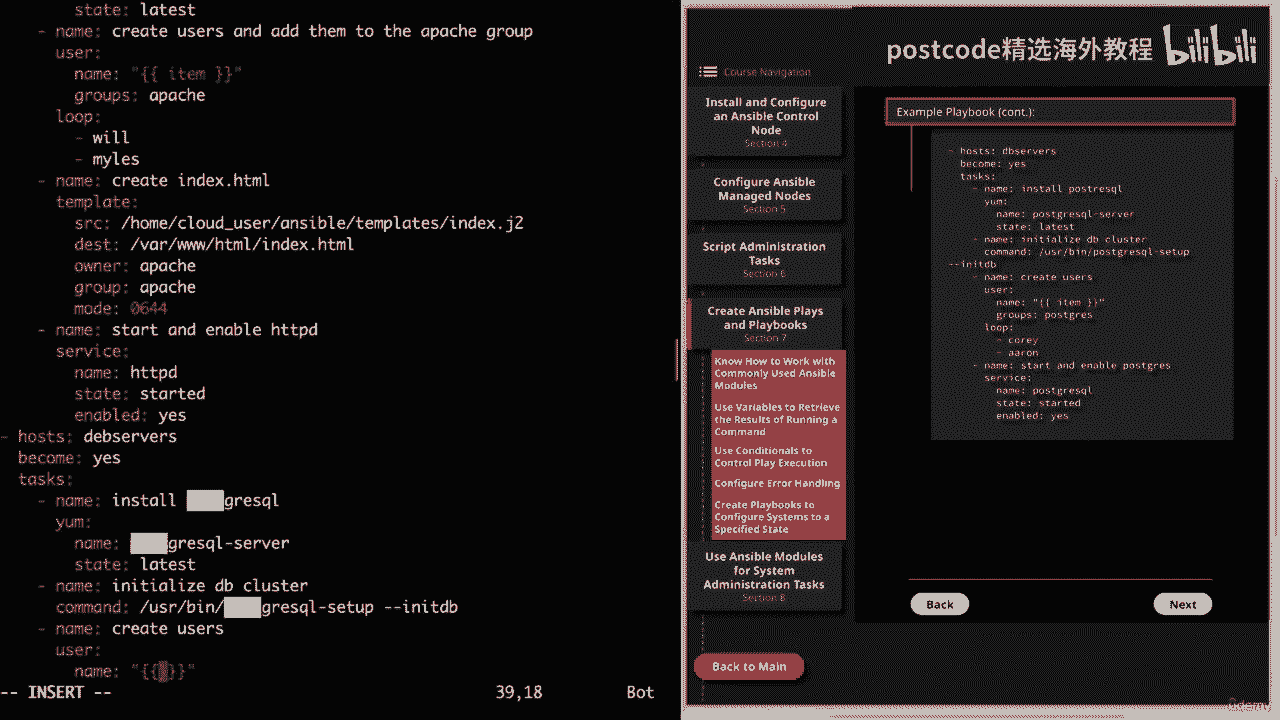 state: latest
- name: create users and add them to the apache group
user:
name: "{{ item }}"
groups: apache
loop:
- will
- myles
- name: create index.html
template:
src: /home/cloud_user/ansible/templates/index.j2
dest: /var/www/html/index.html
owner: apache
group: apache
mode: 0644
- name: start and enable httpd
service:
name: httpd
state: started
enabled: yes
- hosts: debservers
become: yes
tasks:
- name: install gresql
yum:
name: gresql-server
state: latest
- name: initialize db cluster
command: /usr/bin/ gresql-setup --initdb
- name: create users
user:
name: "{{ }}"
-- INSERT --
39,18
Bot
postcode精选海外教程
bilibili
Course Navigation
Install and Configure
an Ansible Control
Node
Section 4
Configure Ansible
Managed Nodes
Section 5
Script Administration
Tasks
Section 6
Create Ansible Plays
and Playbooks
Section 7
Know How to Work with
Commonly Used Ansible
Modules
Use Variables to Retrieve
the Results of Running a
Command
Use Conditionals to
Control Play Execution
Configure Error Handling
Create Playbooks to
Configure Systems to a
Specified State
Use Ansible Modules
for System
Administration Tasks
Section 8
Back to Main
Example Playbook (cont.):
- hosts: dbservers
become: yes
tasks:
- name: install postresql
yum:
name: postgresql-server
state: latest
- name: initialize db cluster
command: /usr/bin/postgresql-setup
--initdb
- name: create users
user:
name: "{{ item }}"
groups: postgres
loop:
- corey
- aaron
- name: start and enable postgres
service:
name: postgresql
state: started
enabled: yes
Back
Next
Udemy